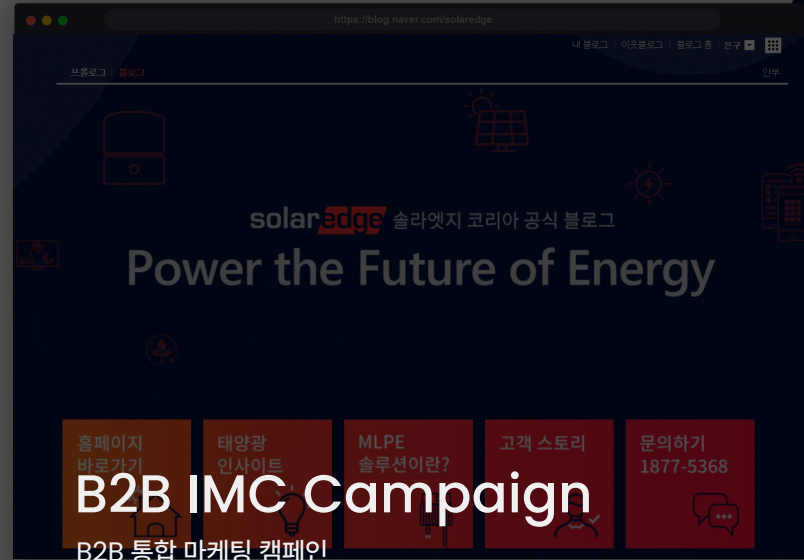 https://blog.naver.com/solaredge
내 블로그 | 이웃블로그 | 블로그 홈 | 본구
프롤로그 | 블로그
안부
solaredge 솔라엣지 코리아 공식 블로그
Power the Future of Energy
홈페이지
바로가기
태양광
인사이트
MLPE
솔루션이란?
고객 스토리
문의하기
1877-5368
B2B IMC Campaign
B2B 통합 마케팅 캠페인